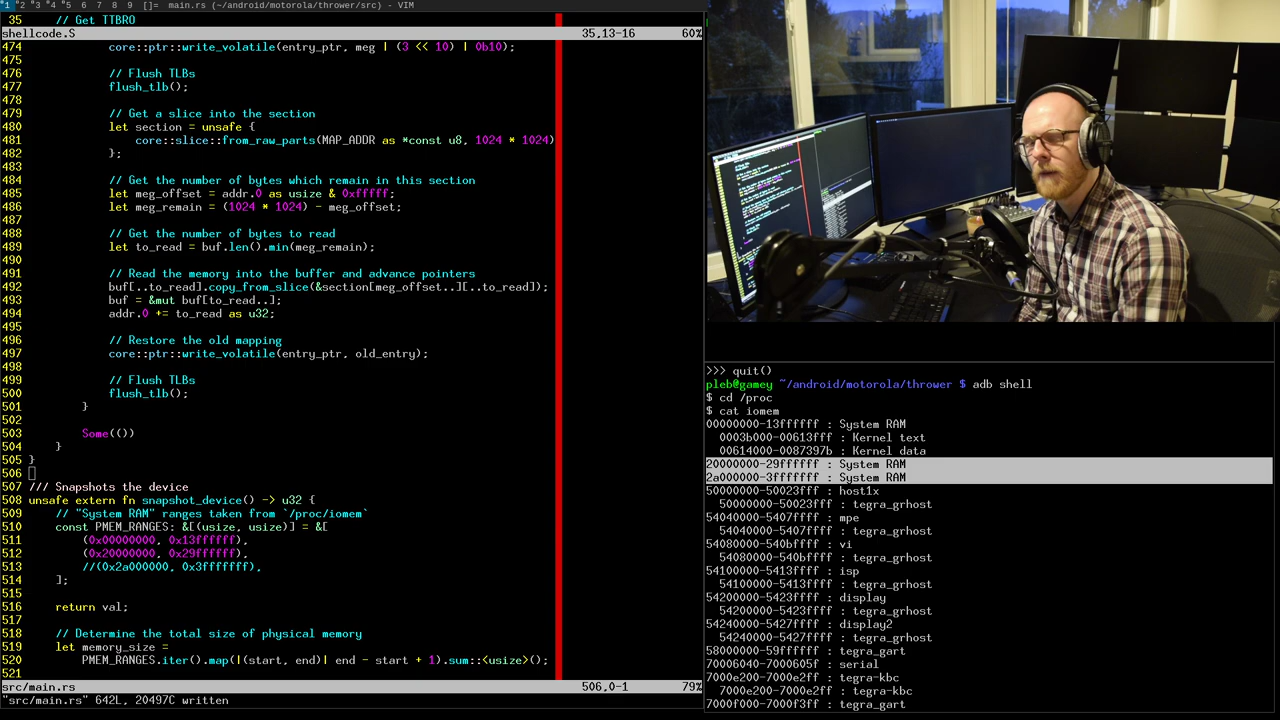 *1 *2 *3 *4 *5 6 7 8 9 []= main.rs (~/android/motorola/thrower/src) - VIM
35 // Get TTBR0
shellcode.S 35,13-16 60%
474 core::ptr::write_volatile(entry_ptr, meg | (3 << 10) | 0b10);
475
476 // Flush TLBs
477 flush_tlb();
478
479 // Get a slice into the section
480 let section = unsafe {
481 core::slice::from_raw_parts(MAP_ADDR as *const u8, 1024 * 1024)
482 };
483
484 // Get the number of bytes which remain in this section
485 let meg_offset = addr.0 as usize & 0xfffff;
486 let meg_remain = (1024 * 1024) - meg_offset;
487
488 // Get the number of bytes to read
489 let to_read = buf.len().min(meg_remain);
490
491 // Read the memory into the buffer and advance pointers
492 buf[..to_read].copy_from_slice(&section[meg_offset..][..to_read]);
493 buf = &mut buf[to_read..];
494 addr.0 += to_read as u32;
495
496 // Restore the old mapping
497 core::ptr::write_volatile(entry_ptr, old_entry);
498
499 // Flush TLBs
500 flush_tlb();
501 }
502
503 Some(())
504 }
505 }
506
507 /// Snapshots the device
508 unsafe extern fn snapshot_device() -> u32 {
509 // "System RAM" ranges taken from `/proc/iomem`
510 const PMEM_RANGES: &[(usize, usize)] = &[
511 (0x00000000, 0x13ffffff),
512 (0x20000000, 0x29ffffff),
513 //(0x2a000000, 0x3fffffff),
514 ];
515
516 return val;
517
518 // Determine the total size of physical memory
519 let memory_size =
520 PMEM_RANGES.iter().map(|(start, end)| end - start + 1).sum::<usize>();
521
src/main.rs 506,0-1 79%
"src/main.rs" 642L, 20497C written
>>> quit()
pleb@gamey ~/android/motorola/thrower $ adb shell
$ cd /proc
$ cat iomem
00000000-13ffffff : System RAM
0003b000-00613fff : Kernel text
00614000-0087397b : Kernel data
20000000-29ffffff : System RAM
2a000000-3fffffff : System RAM
50000000-50023fff : host1x
50000000-50023fff : tegra_grhost
54040000-5407ffff : mpe
54040000-5407ffff : tegra_grhost
54080000-540bffff : vi
54080000-540bffff : tegra_grhost
54100000-5413ffff : isp
54100000-5413ffff : tegra_grhost
54200000-5423ffff : display
54200000-5423ffff : tegra_grhost
54240000-5427ffff : display2
54240000-5427ffff : tegra_grhost
58000000-59ffffff : tegra_gart
70006040-7000605f : serial
7000e200-7000e2ff : tegra-kbc
7000e200-7000e2ff : tegra-kbc
7000f000-7000f3ff : tegra_gart